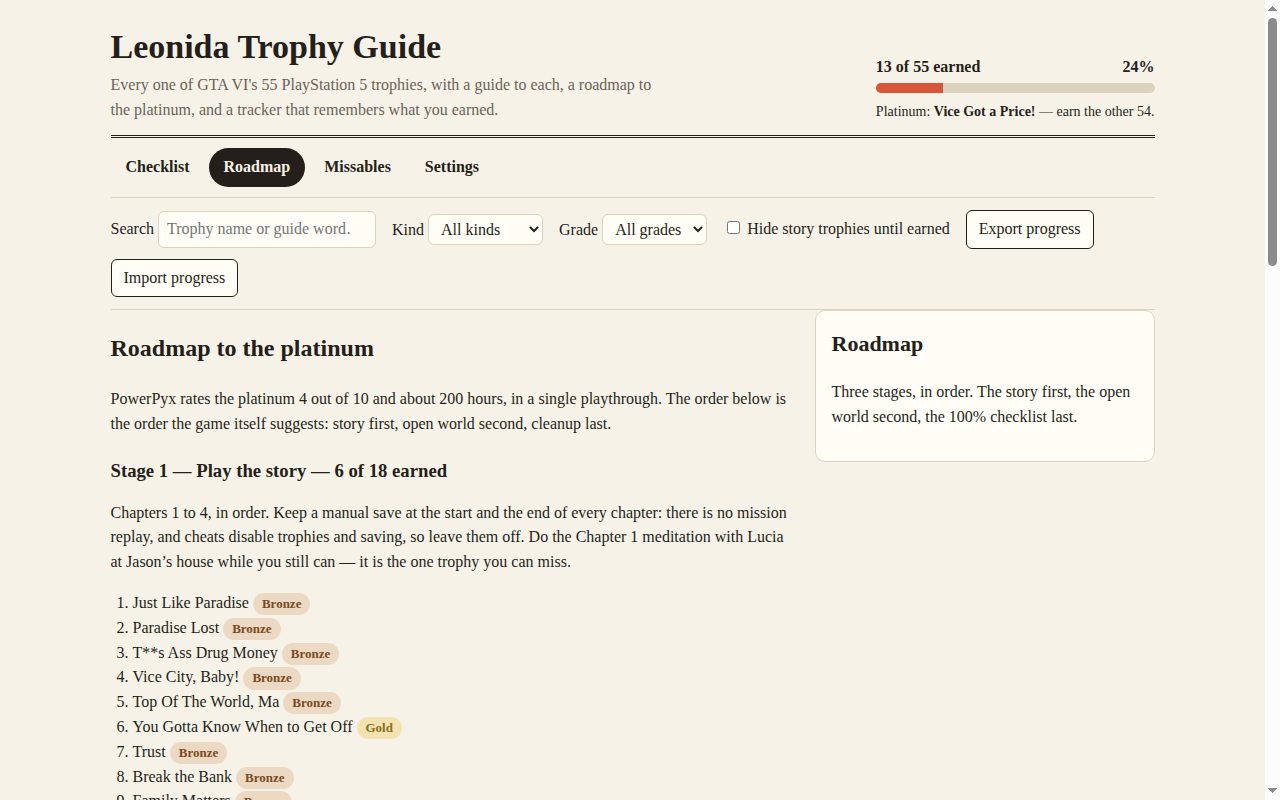 Leonida Trophy Guide
Every one of GTA VI's 55 PlayStation 5 trophies, with a guide to each, a roadmap to
the platinum, and a tracker that remembers what you earned.
13 of 55 earned 24%
Platinum: Vice Got a Price! — earn the other 54.
Checklist Roadmap Missables Settings
Search Trophy name or guide word. Kind All kinds Grade All grades Hide story trophies until earned Export progress
Import progress
Roadmap to the platinum
PowerPyx rates the platinum 4 out of 10 and about 200 hours, in a single playthrough. The order below is
the order the game itself suggests: story first, open world second, cleanup last.
Stage 1 — Play the story — 6 of 18 earned
Chapters 1 to 4, in order. Keep a manual save at the start and the end of every chapter: there is no mission
replay, and cheats disable trophies and saving, so leave them off. Do the Chapter 1 meditation with Lucia
at Jason’s house while you still can — it is the one trophy you can miss.
1. Just Like Paradise Bronze
2. Paradise Lost Bronze
3. T**s Ass Drug Money Bronze
4. Vice City, Baby! Bronze
5. Top Of The World, Ma Bronze
6. You Gotta Know When to Get Off Gold
7. Trust Bronze
8. Break the Bank Bronze
9. Family Matters Bronze
Roadmap
Three stages, in order. The story first, the open
world second, the 100% checklist last.